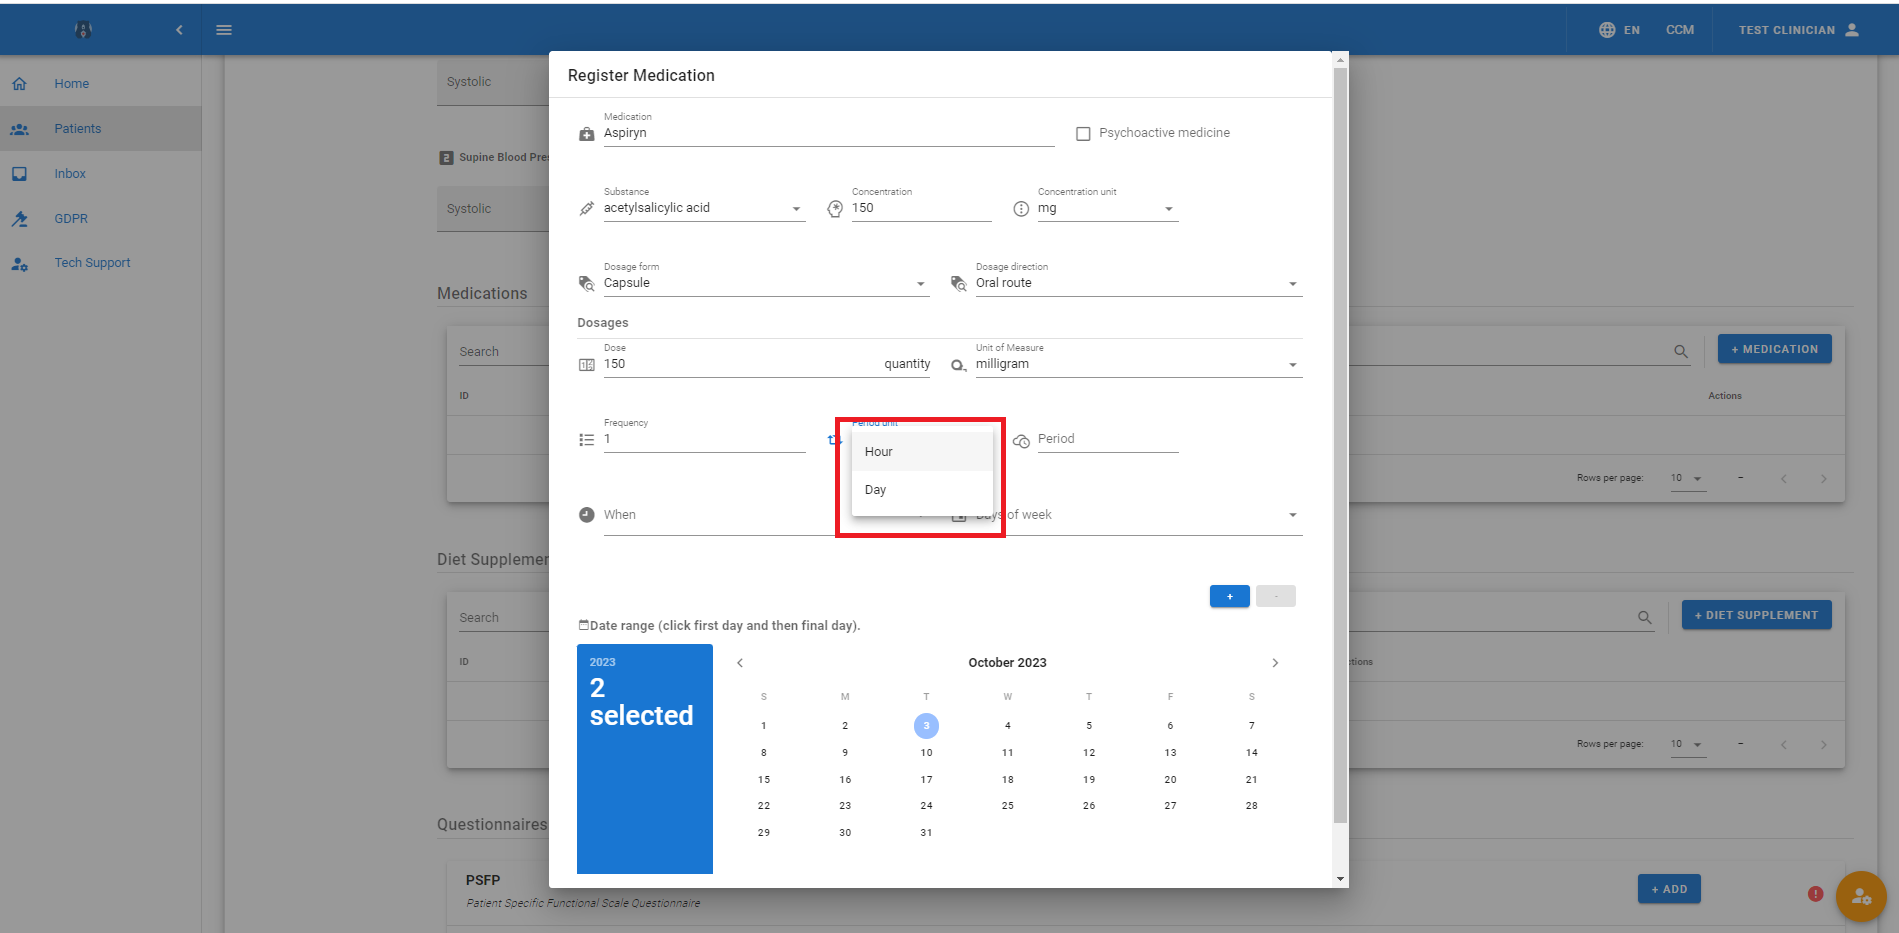 EN
CCM
TEST CLINICIAN
Home
Patients
Inbox
GDPR
Tech Support
Systolic
2 Supine Blood Pre
Systolic
Medications
Search
+ MEDICATION
ID
Actions
Rows per page: 10 –
Diet Supplemen
Search
+ DIET SUPPLEMENT
ID
ctions
Rows per page: 10 –
Questionnaires
PSFP
Patient Specific Functional Scale Questionnaire
+ ADD
Register Medication
Medication
Aspiryn
Psychoactive medicine
Substance
acetylsalicylic acid
Concentration
150
Concentration unit
mg
Dosage form
Capsule
Dosage direction
Oral route
Dosages
Dose
150 quantity
Unit of Measure
milligram
Frequency
1
Period unit
Hour
Day
Period
When
Days of week
+
-
Date range (click first day and then final day).
2023
2
selected
October 2023
S M T W T F S
1 2 3 4 5 6 7
8 9 10 11 12 13 14
15 16 17 18 19 20 21
22 23 24 25 26 27 28
29 30 31